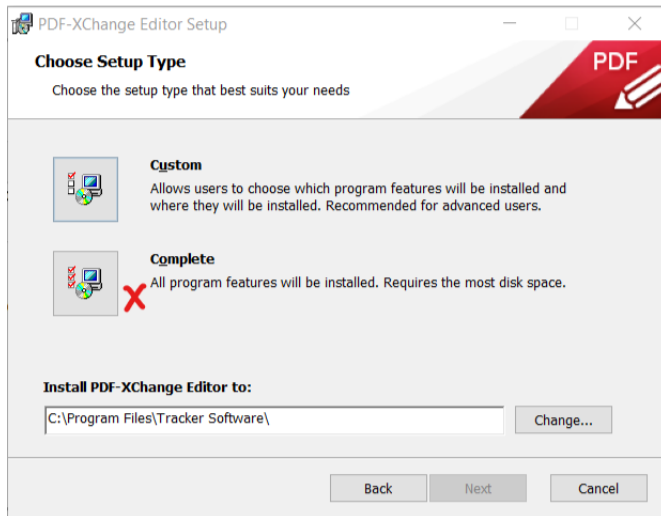 PDF-XChange Editor Setup
Choose Setup Type
Choose the setup type that best suits your needs
PDF
Custom
Allows users to choose which program features will be installed and
where they will be installed. Recommended for advanced users.
Complete
All program features will be installed. Requires the most disk space.
Install PDF-XChange Editor to:
C:\Program Files\Tracker Software\
Change...
Back
Next
Cancel